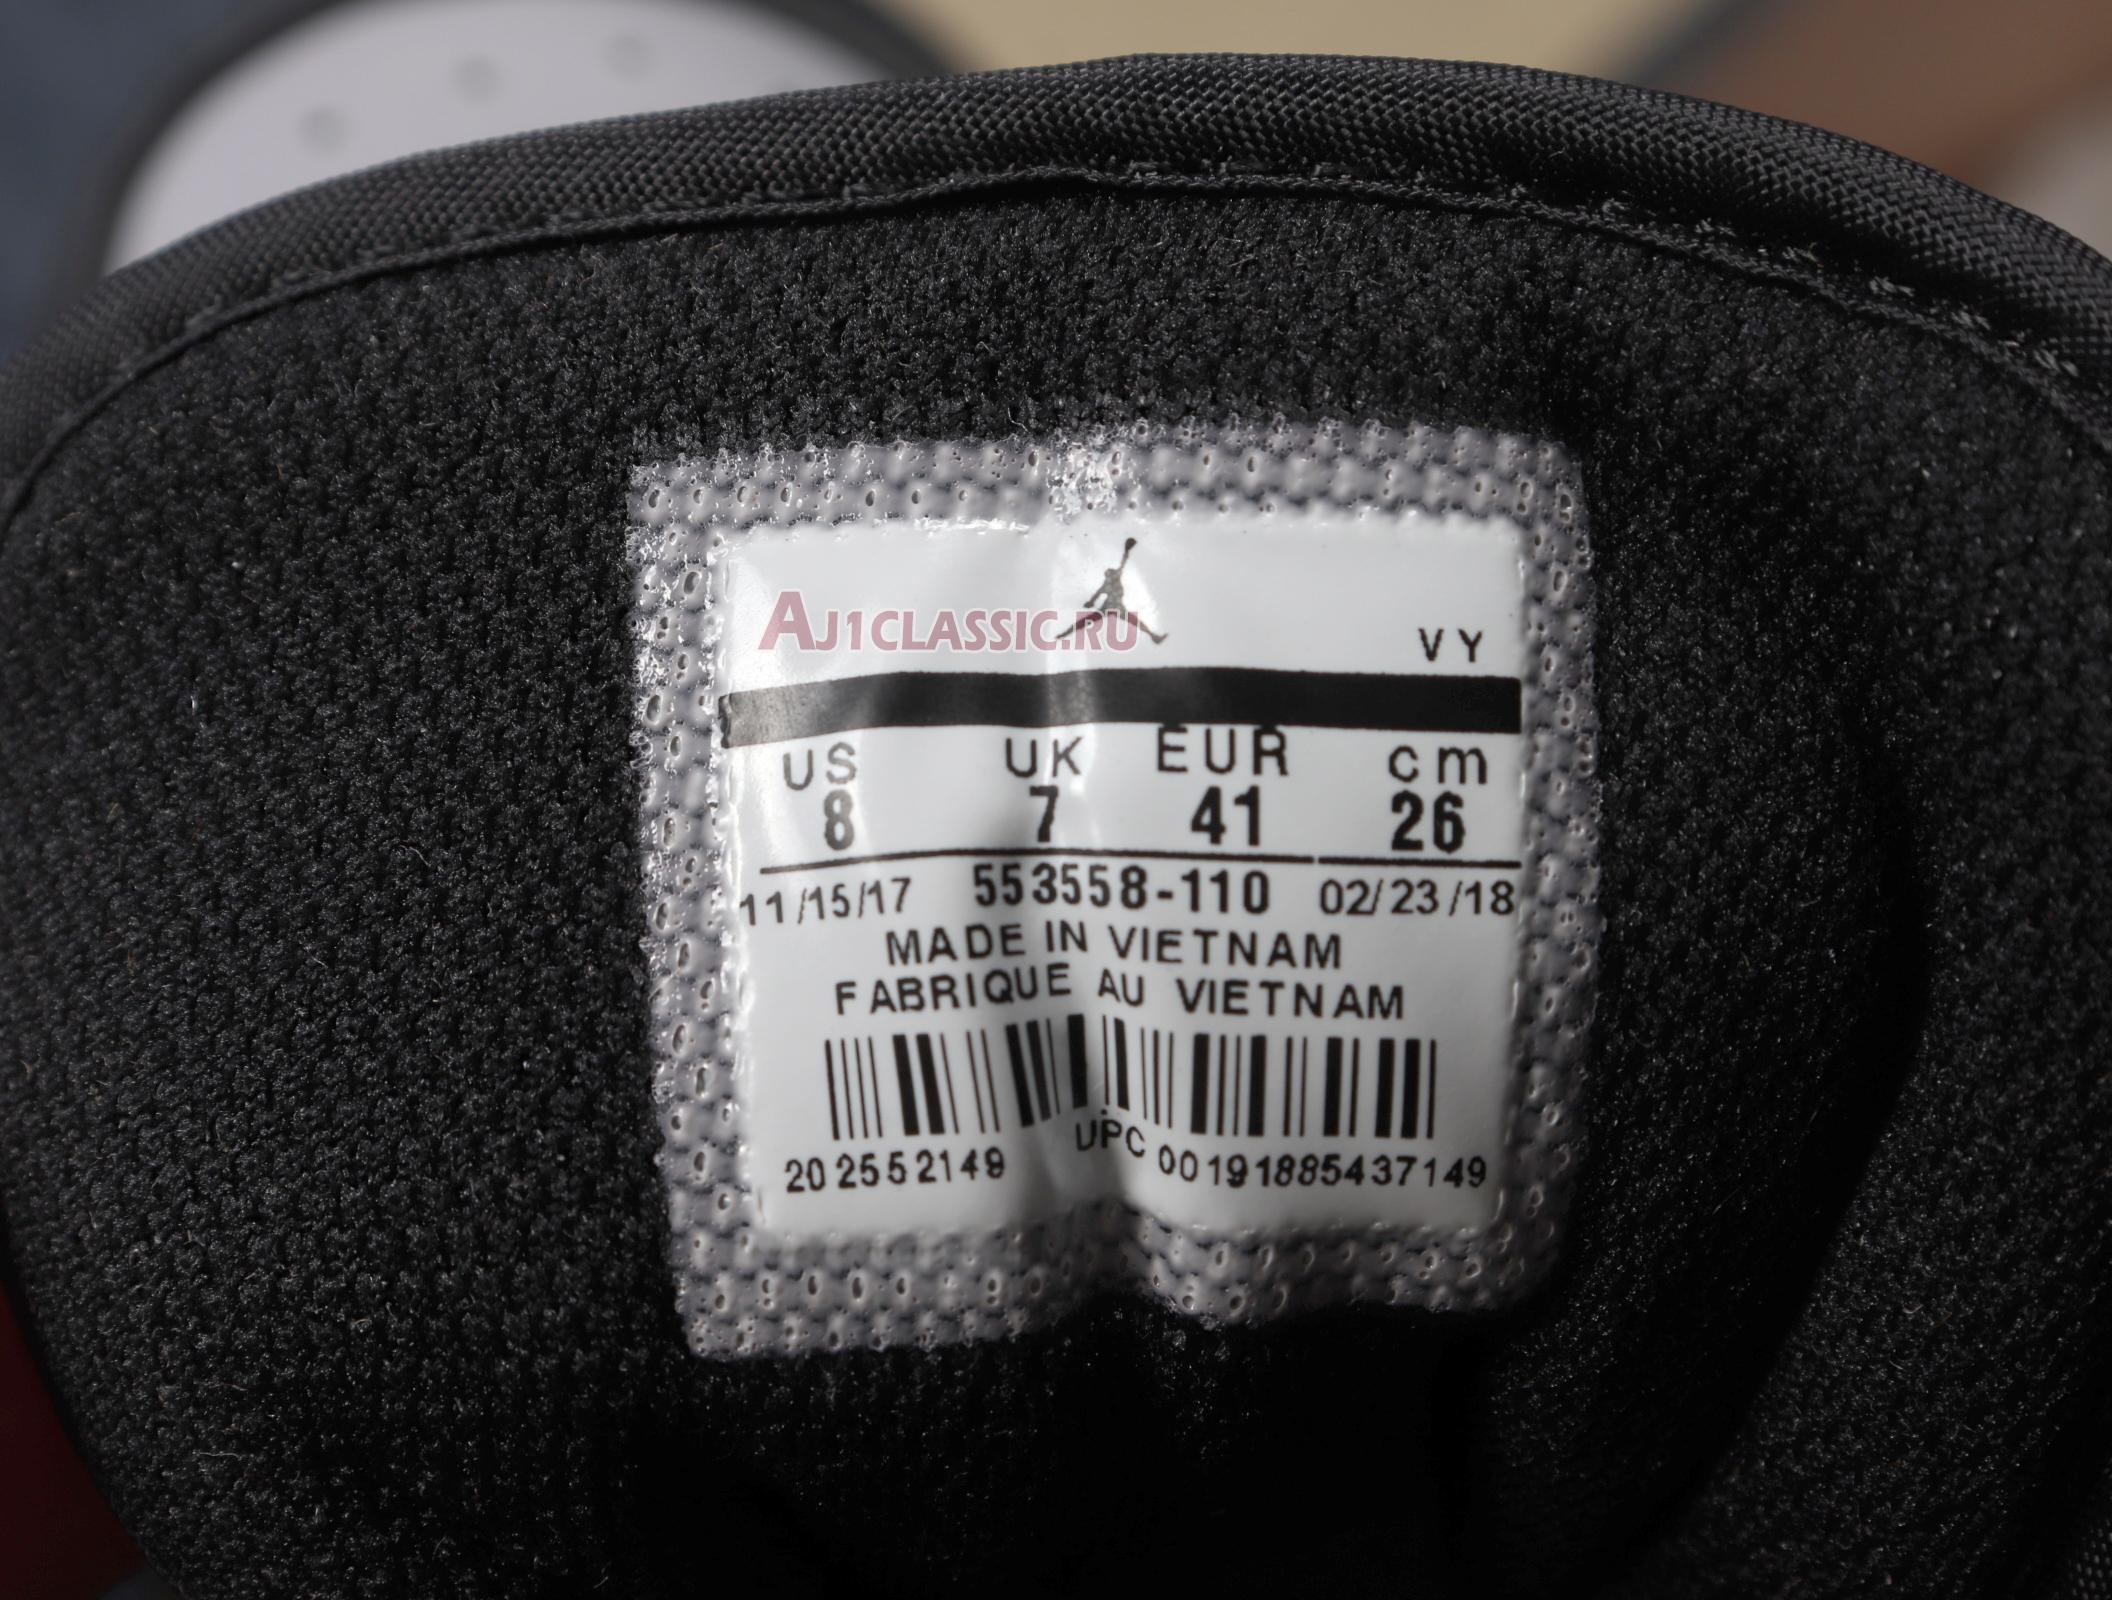 AJ1CLASSIC.RU
VY
US UK EUR cm
8 7 41 26
11/15/17 553558-110 02/23/18
MADE IN VIETNAM
FABRIQUE AU VIETNAM
202552149 UPC 00191885437149